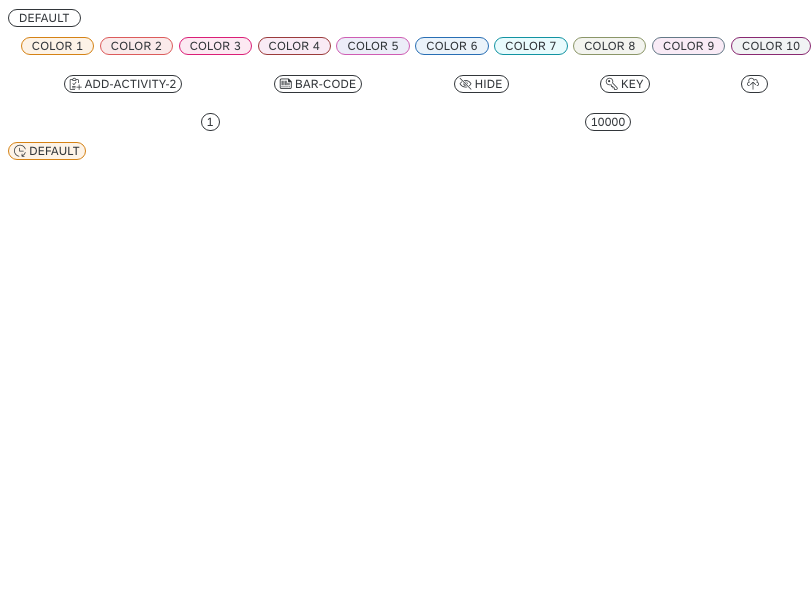 DEFAULT
COLOR 1 COLOR 2 COLOR 3 COLOR 4 COLOR 5 COLOR 6 COLOR 7 COLOR 8 COLOR 9 COLOR 10
ADD-ACTIVITY-2 BAR-CODE HIDE KEY
1 10000
DEFAULT